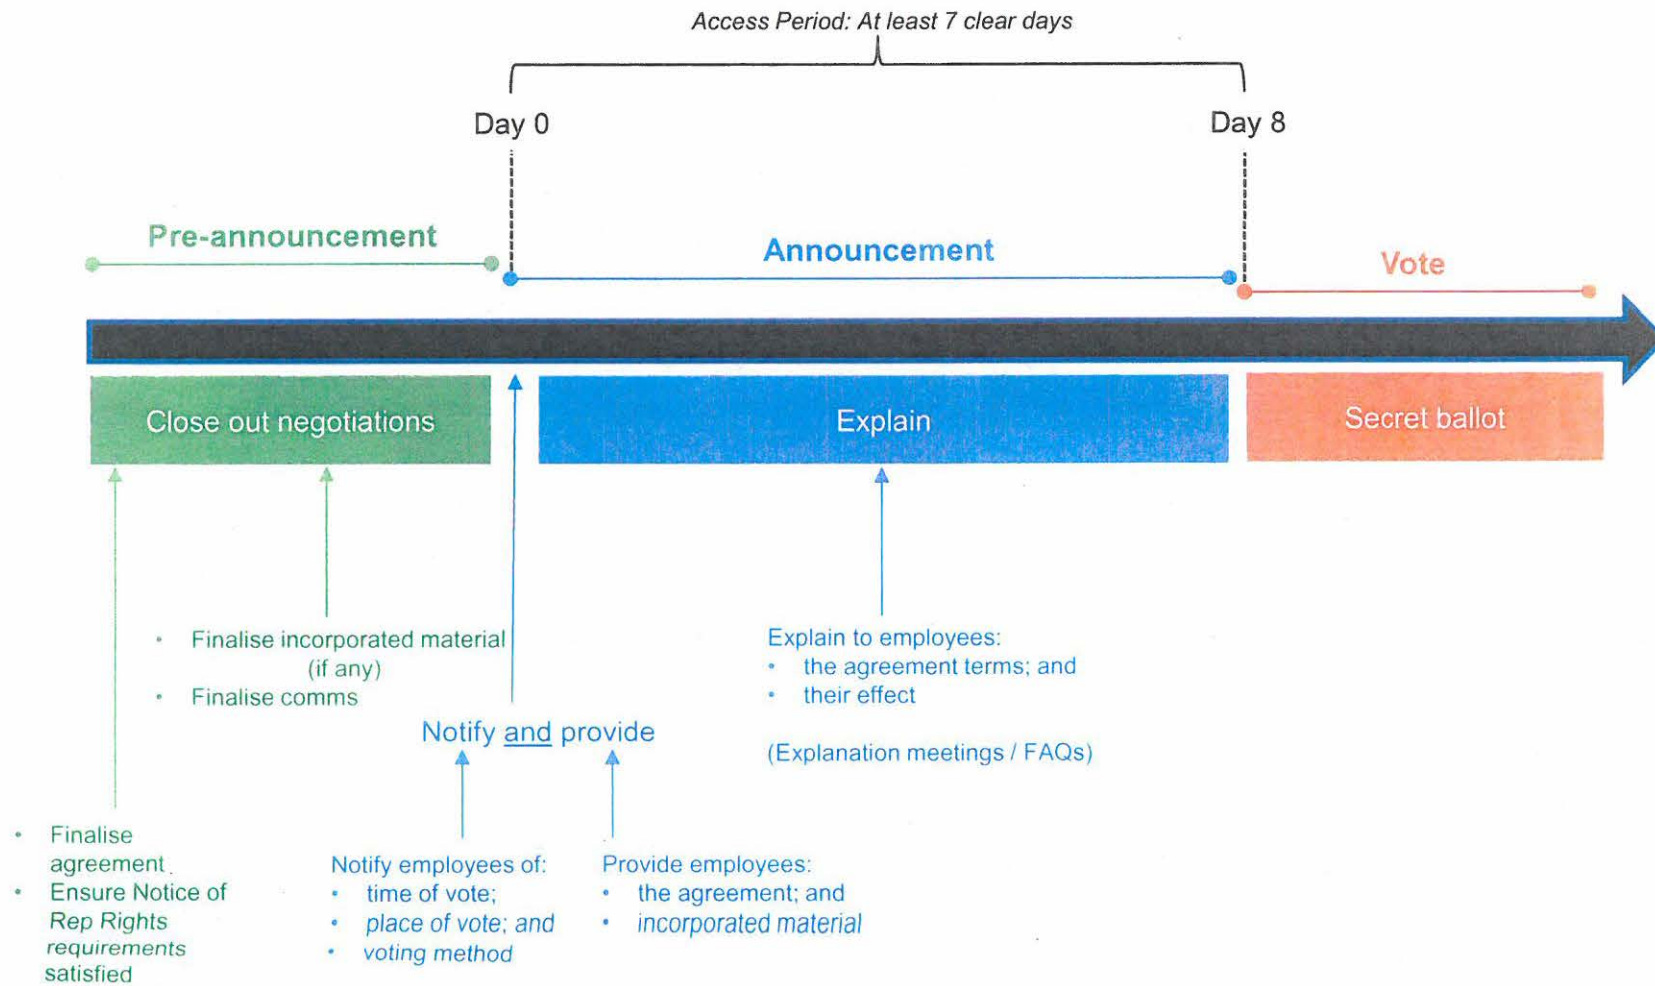 Access Period: At least 7 clear days
Day 0
Day 8
Pre-announcement
Announcement
Vote
Close out negotiations
Explain
Secret ballot
• Finalise incorporated material
(if any)
• Finalise comms
Explain to employees:
• the agreement terms; and
• their effect
(Explanation meetings / FAQs)
Notify and provide
• Finalise
agreement
• Ensure Notice of
Rep Rights
requirements
satisfied
Notify employees of:
• time of vote;
• place of vote; and
• voting method
Provide employees:
• the agreement; and
• incorporated material